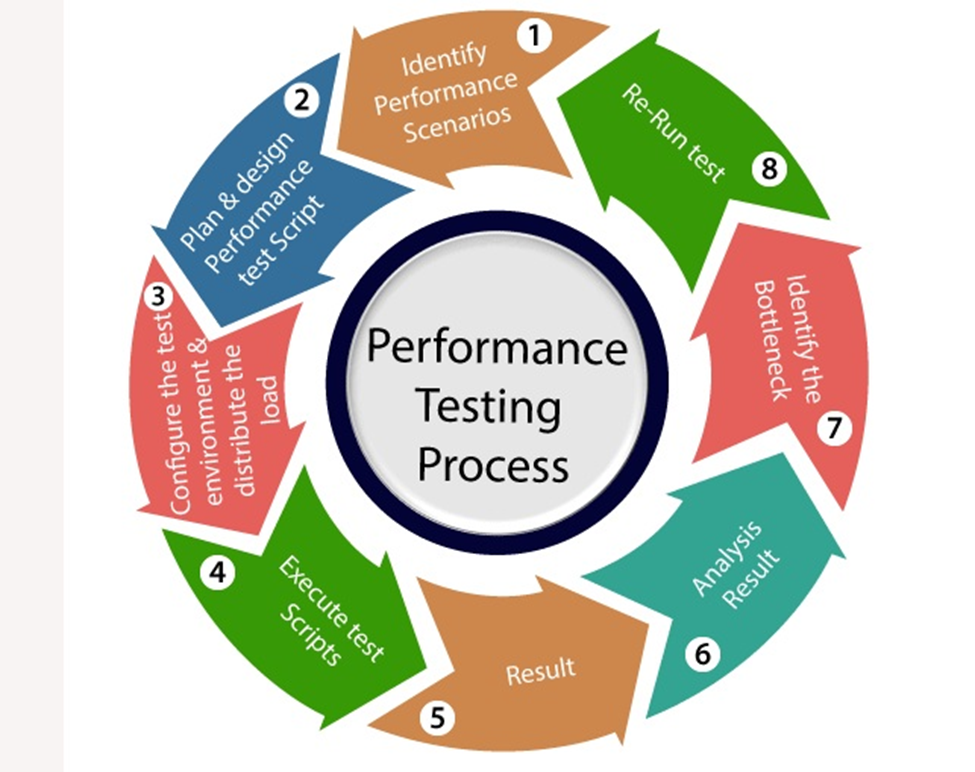 Performance
Testing
Process
1
Identify
Performance
Scenarios
2
Plan & design
Performance
test Script
3
Configure the test
environment &
distribute the
load
4
Execute test
Scripts
5
Result
6
Analysis
Result
7
Identify the
Bottleneck
8
Re-Run test